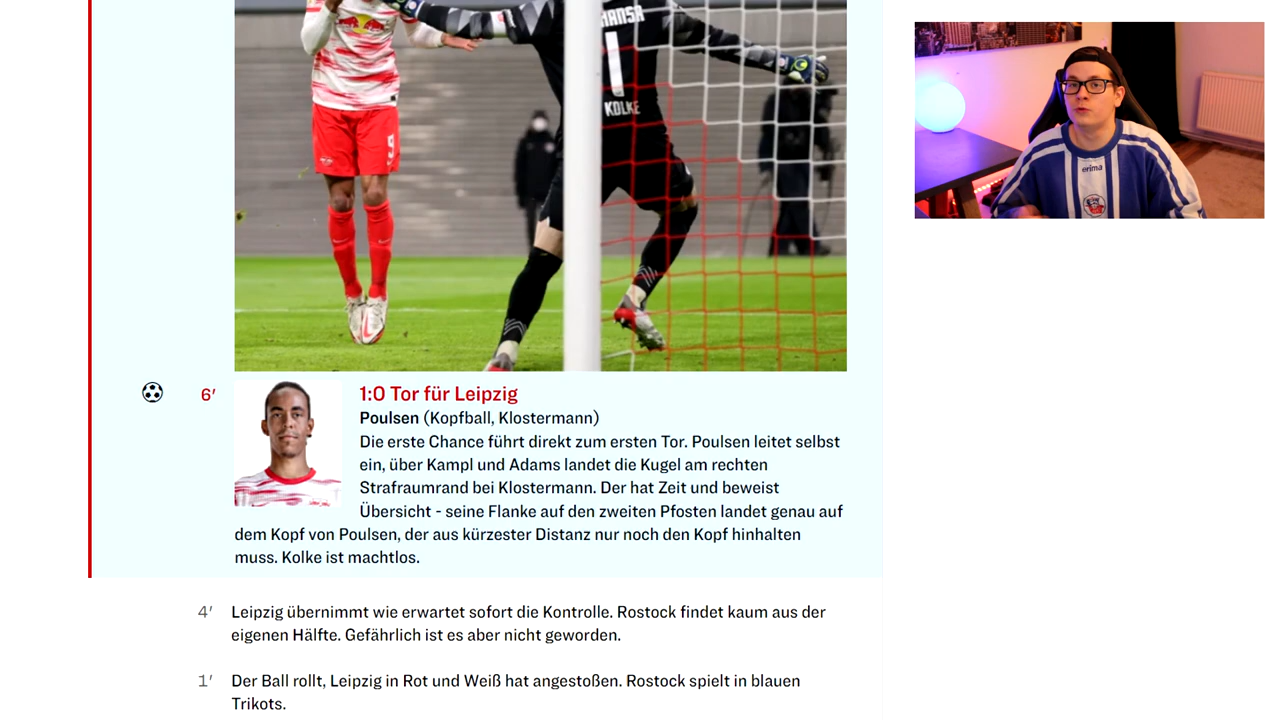 HANSA
1
KOLKE
9
erima
6'
1:0 Tor für Leipzig
Poulsen (Kopfball, Klostermann)
Die erste Chance führt direkt zum ersten Tor. Poulsen leitet selbst
ein, über Kampl und Adams landet die Kugel am rechten
Strafraumrand bei Klostermann. Der hat Zeit und beweist
Übersicht - seine Flanke auf den zweiten Pfosten landet genau auf
dem Kopf von Poulsen, der aus kürzester Distanz nur noch den Kopf hinhalten
muss. Kolke ist machtlos.
4' Leipzig übernimmt wie erwartet sofort die Kontrolle. Rostock findet kaum aus der
eigenen Hälfte. Gefährlich ist es aber nicht geworden.
1' Der Ball rollt, Leipzig in Rot und Weiß hat angestoßen. Rostock spielt in blauen
Trikots.